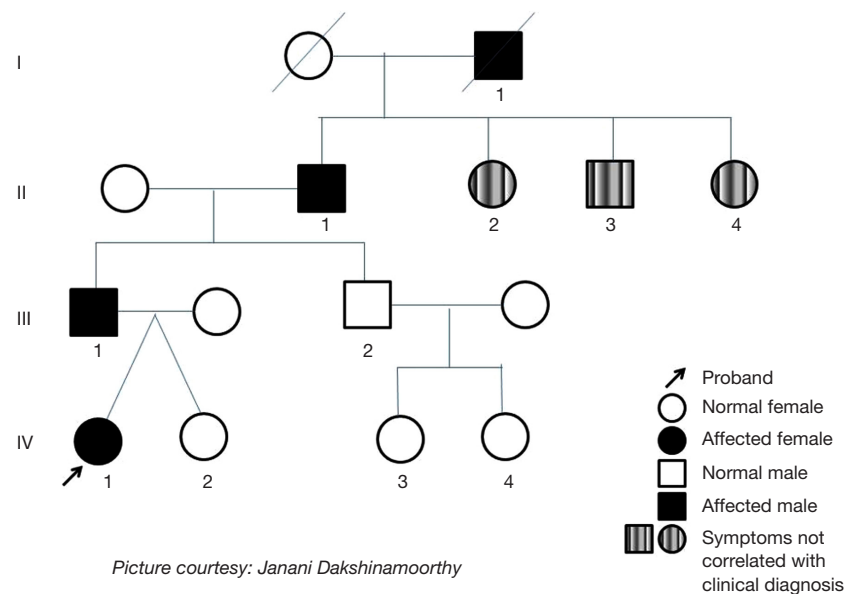 I
1
II
1
2
3
4
III
1
2
Proband
Normal female
IV
Affected female
1
2
3
4
Normal male
Affected male
Symptoms not
correlated with
clinical diagnosis
Picture courtesy: Janani Dakshinamoorthy